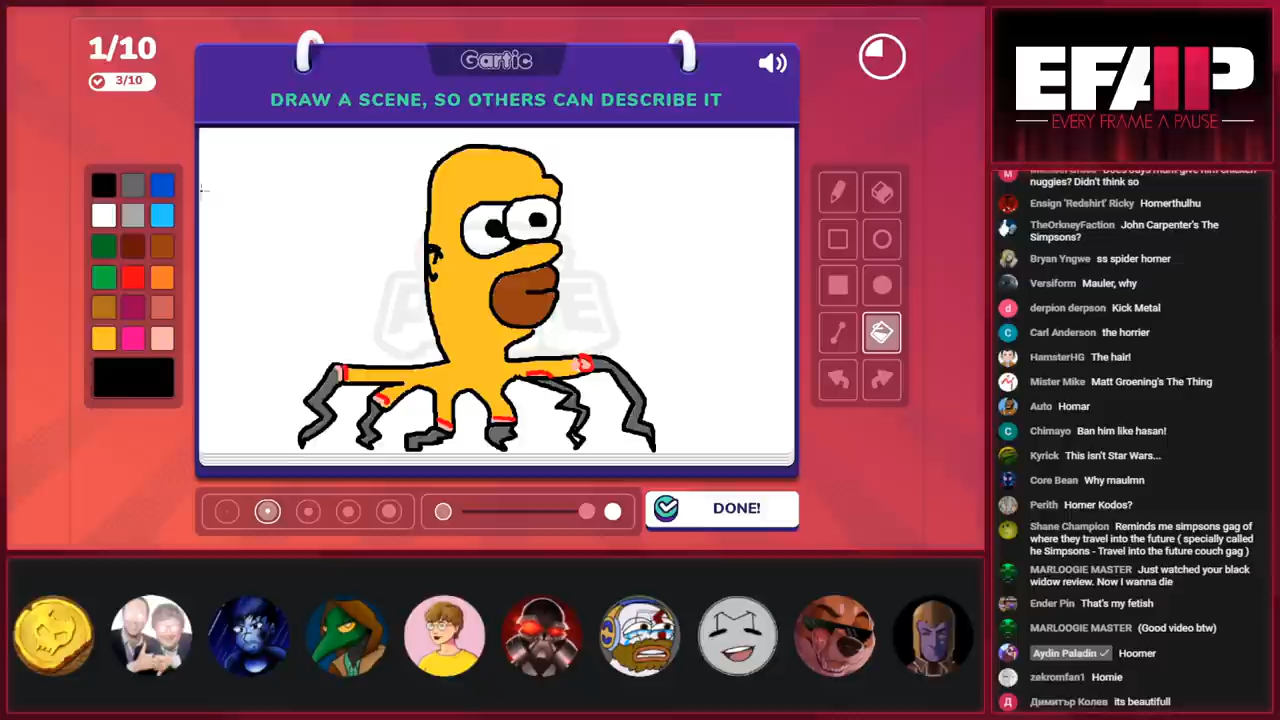 1/10
3/10
Gartic
DRAW A SCENE, SO OTHERS CAN DESCRIBE IT
DONE!
EFAP
EVERY FRAME A PAUSE
nuggies? Didn't think so
Ensign 'Redshirt' Ricky Homerthulhu
TheOrkneyFaction John Carpenter's The
Simpsons?
Bryan Yngwe ss spider homer
Versiform Mauler, why
derpion derpson Kick Metal
Carl Anderson the horrier
HamsterHG The hair!
Mister Mike Matt Groening's The Thing
Auto Homar
Chimayo Ban him like hasan!
Kyrick This isn't Star Wars...
Core Bean Why maulmn
Perith Homer Kodos?
Shane Champion Reminds me simpsons gag of
where they travel into the future ( specially called
he Simpsons - Travel into the future couch gag )
MARLOOGIE MASTER Just watched your black
widow review. Now I wanna die
Ender Pin That's my fetish
MARLOOGIE MASTER (Good video btw)
Aydin Paladin Hoomer
zekromfan1 Homie
Димитър Колев its beautifull